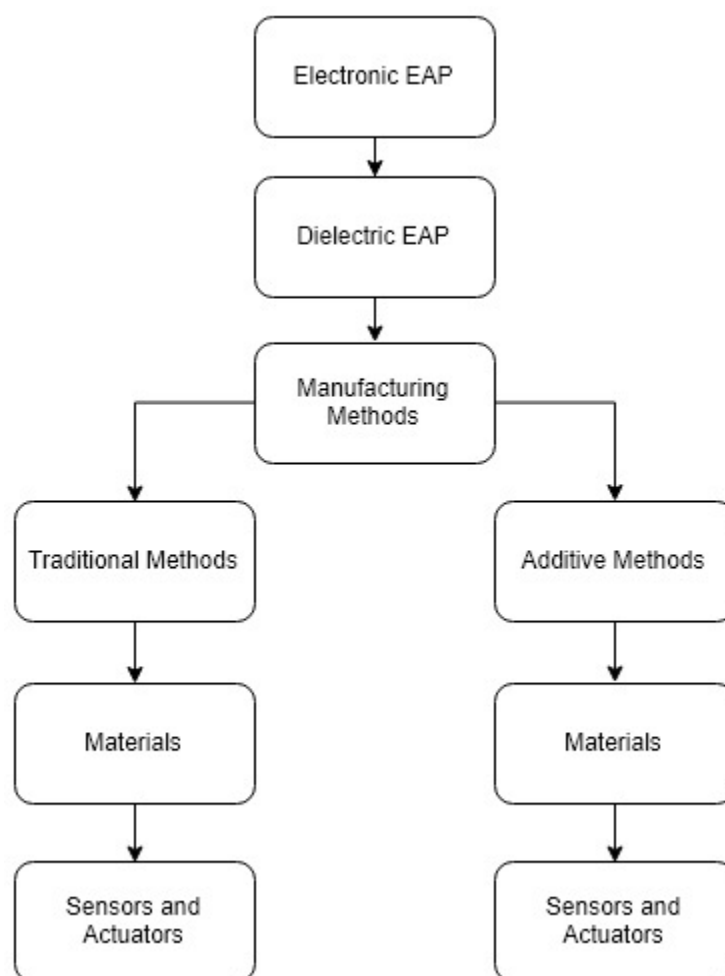 Electronic EAP
Dielectric EAP
Manufacturing
Methods
Traditional Methods
Additive Methods
Materials
Materials
Sensors and
Actuators
Sensors and
Actuators